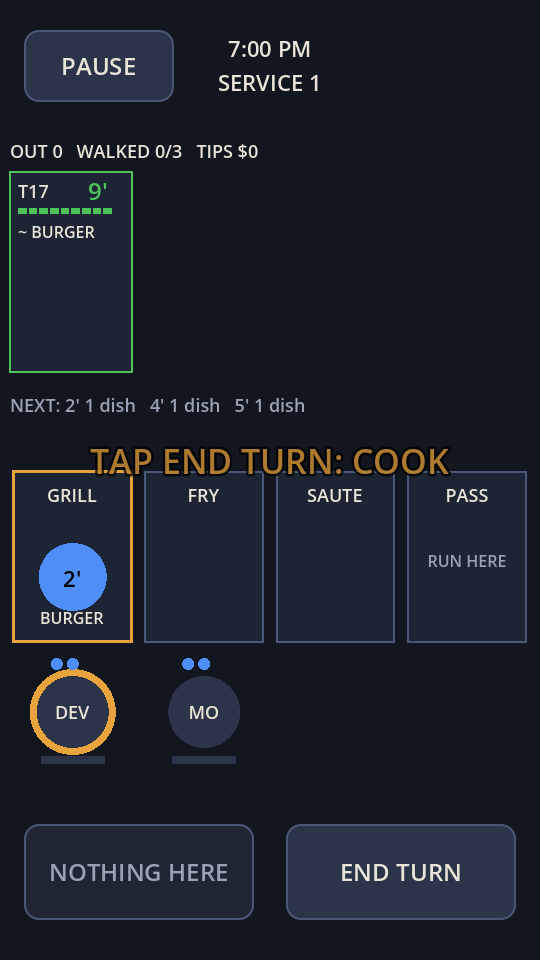 PAUSE
7:00 PM
SERVICE 1
OUT 0 WALKED 0/3 TIPS $0
T17 9'
~ BURGER
NEXT: 2' 1 dish 4' 1 dish 5' 1 dish
TAP END TURN: COOK
GRILL FRY SAUTE PASS
RUN HERE
2'
BURGER
DEV MO
NOTHING HERE END TURN